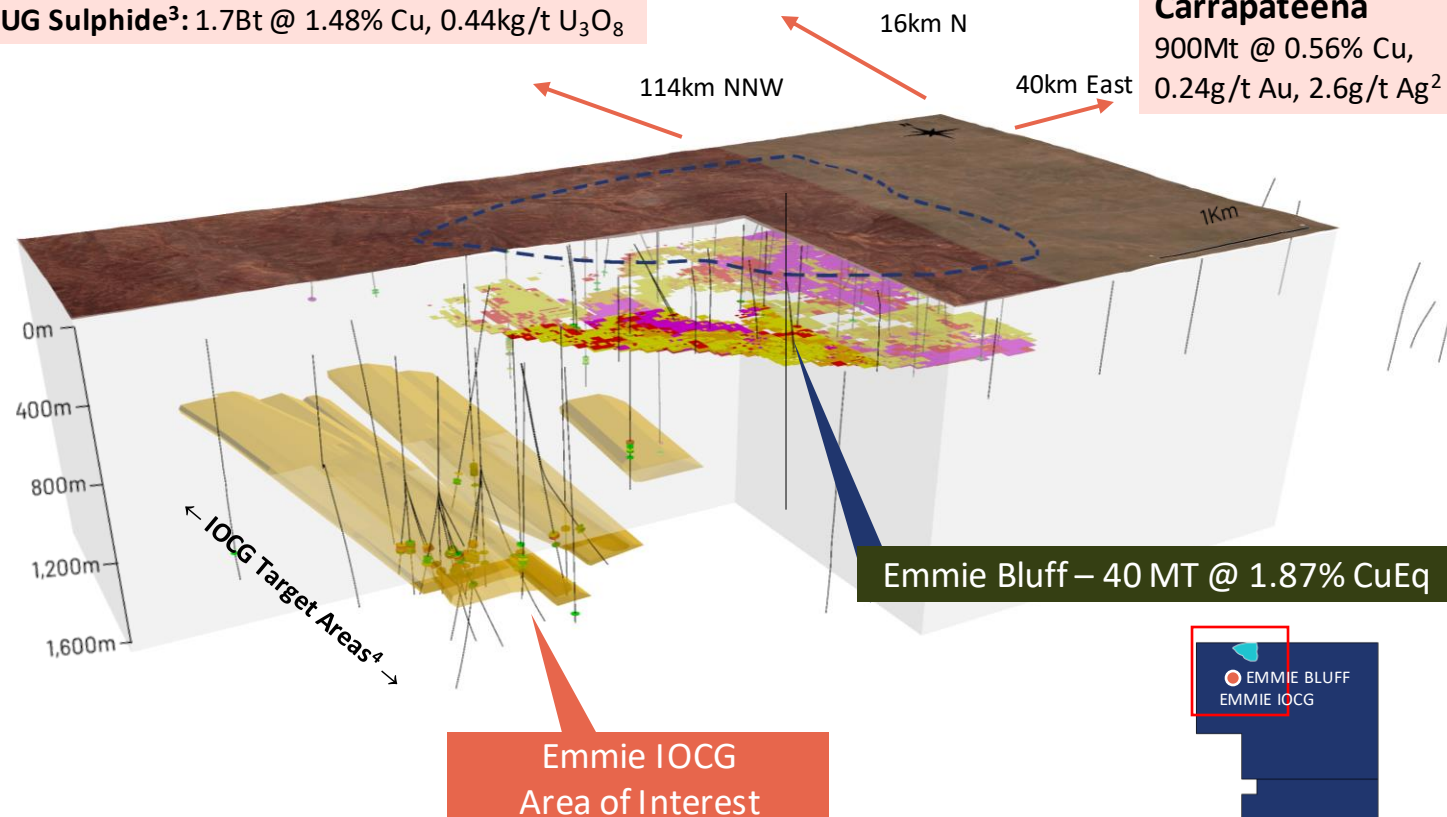 UG Sulphide³: 1.7Bt @ 1.48% Cu, 0.44kg/t U₃O₈
16km N
Carrapateena
900Mt @ 0.56% Cu,
0.24g/t Au, 2.6g/t Ag²
114km NNW
40km East
1Km
0m
400m
800m
1,200m
1,600m
← IOCG Target Areas⁴ →
Emmie Bluff – 40 MT @ 1.87% CuEq
Emmie IOCG
Area of Interest
EMMIE BLUFF
EMMIE IOCG